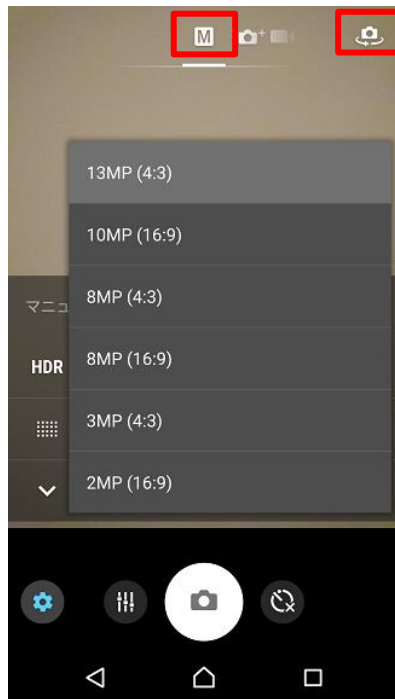 M
13MP (4:3)
10MP (16:9)
8MP (4:3)
マニュ
8MP (16:9)
HDR
3MP (4:3)
2MP (16:9)